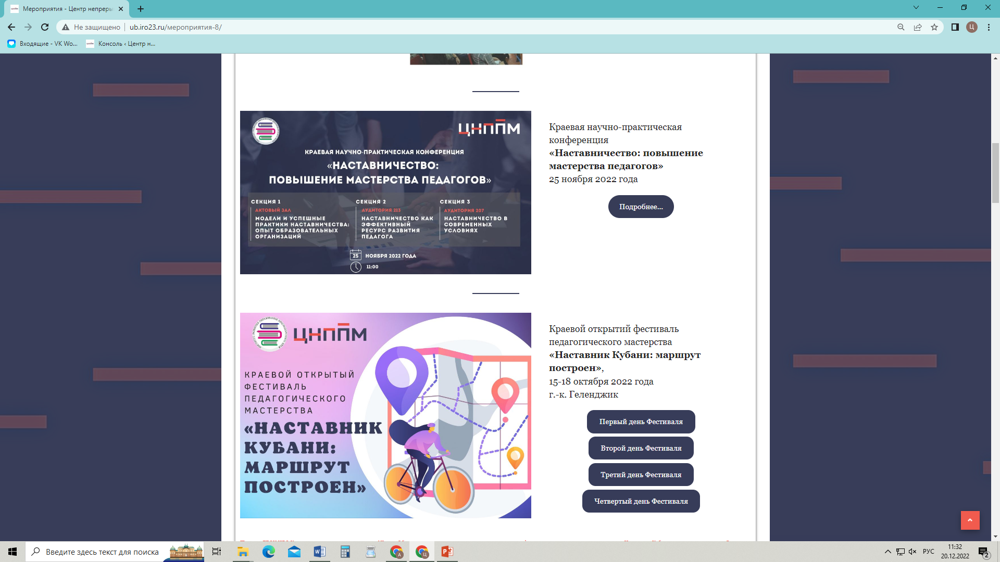 Мероприятия - Центр непреры
Не защищено
ub.iro23.ru/мероприятия-8/
Ц
Входящие - VK Wo...
Консоль ‹ Центр н...
ЦНППМ
КРАЕВАЯ НАУЧНО-ПРАКТИЧЕСКАЯ КОНФЕРЕНЦИЯ
«НАСТАВНИЧЕСТВО:
ПОВЫШЕНИЕ МАСТЕРСТВА ПЕДАГОГОВ»
СЕКЦИЯ 1
АКТОВЫЙ ЗАЛ
МОДЕЛИ И УСПЕШНЫЕ
ПРАКТИКИ НАСТАВНИЧЕСТВА:
ОПЫТ ОБРАЗОВАТЕЛЬНЫХ
ОРГАНИЗАЦИЙ
СЕКЦИЯ 2
АУДИТОРИЯ 213
НАСТАВНИЧЕСТВО КАК
ЭФФЕКТИВНЫЙ
РЕСУРС РАЗВИТИЯ
ПЕДАГОГА
СЕКЦИЯ 3
АУДИТОРИЯ 207
НАСТАВНИЧЕСТВО В
СОВРЕМЕННЫХ
УСЛОВИЯХ
25 НОЯБРЯ 2022 ГОДА
11:00
Краевая научно-практическая
конференция
«Наставничество: повышение
мастерства педагогов»
25 ноября 2022 года
Подробнее...
ЦНППМ
КРАЕВОЙ ОТКРЫТЫЙ
ФЕСТИВАЛЬ
ПЕДАГОГИЧЕСКОГО
МАСТЕРСТВА
«НАСТАВНИК
КУБАНИ:
МАРШРУТ
ПОСТРОЕН»
Краевой открытий фестиваль
педагогического мастерства
«Наставник Кубани: маршрут
построен»,
15-18 октября 2022 года
г.-к. Геленджик
Первый день Фестиваля
Второй день Фестиваля
Третий день Фестиваля
Четвертый день Фестиваля
Введите здесь текст для поиска
РУС
11:32
20.12.2022
2